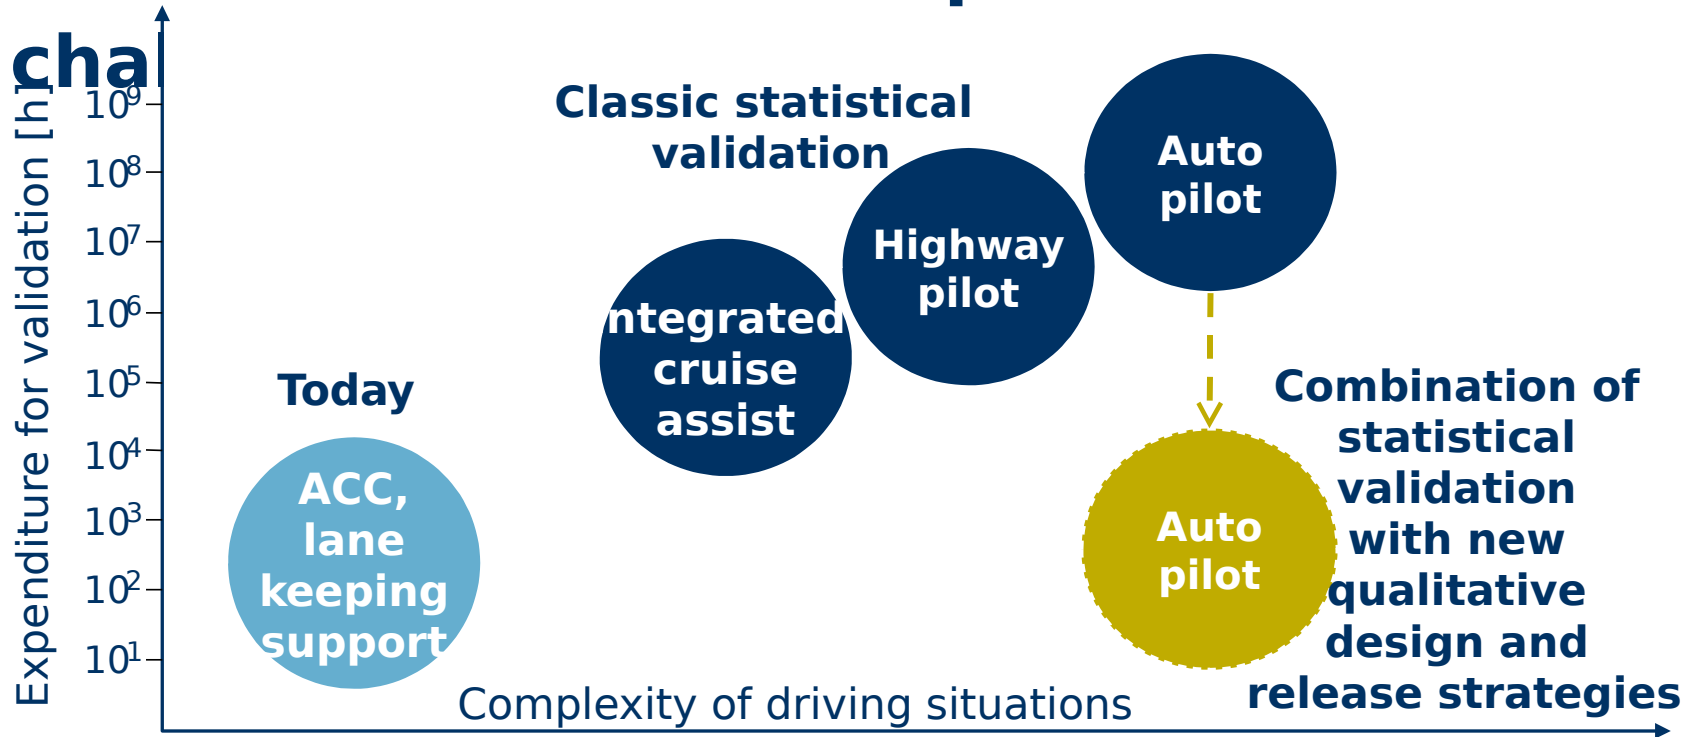 cha
Expenditure for validation [h]
10⁹
10⁸
10⁷
10⁶
10⁵
10⁴
10³
10²
10¹
Classic statistical
validation
Auto
pilot
Highway
pilot
ntegrated
cruise
assist
Today
ACC,
lane
keeping
support
Combination of
statistical
validation
with new
qualitative
design and
release strategies
Auto
pilot
Complexity of driving situations